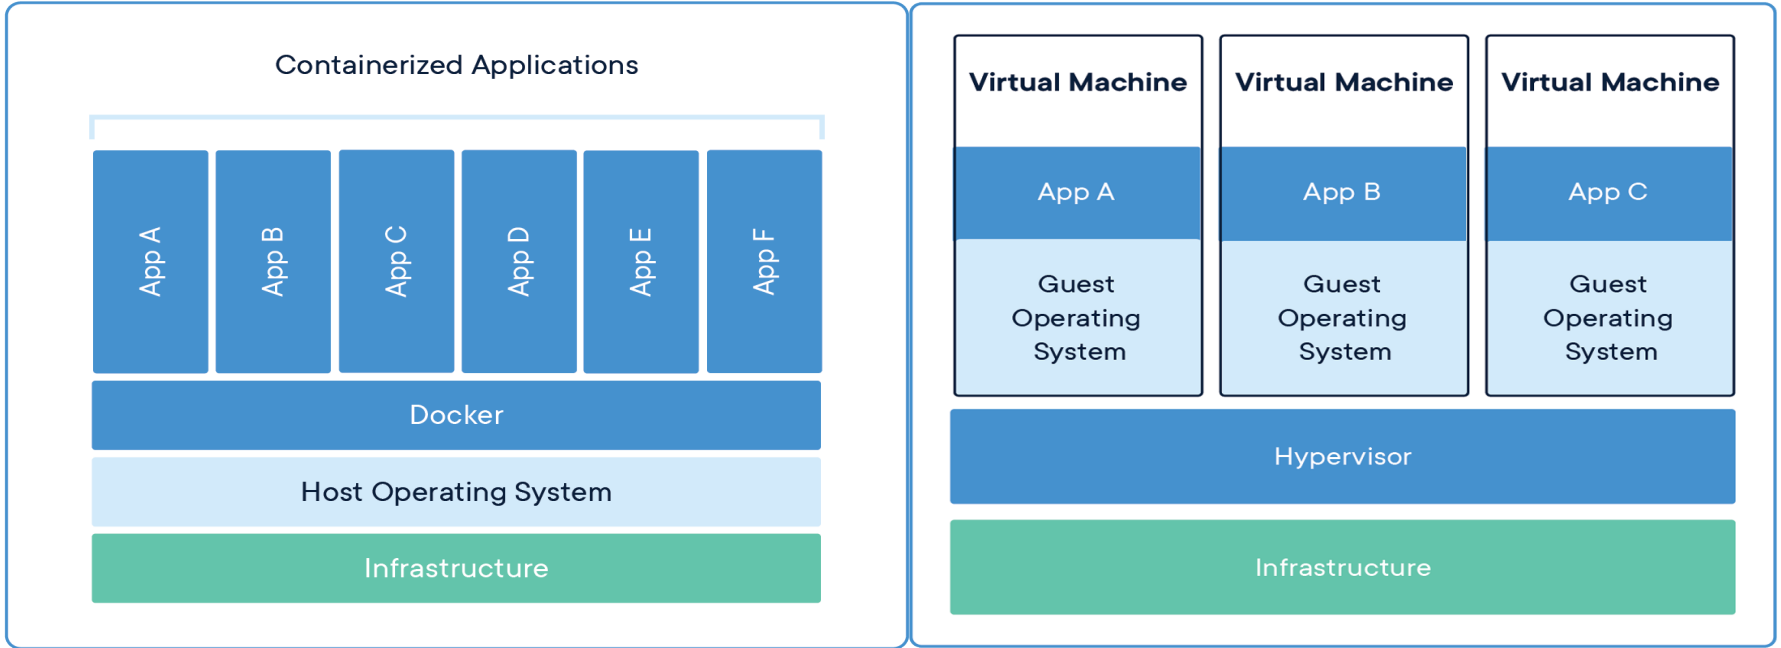 Containerized Applications
App A
App B
App C
App D
App E
App F
Docker
Host Operating System
Infrastructure
Virtual Machine
App A
Guest
Operating
System
Virtual Machine
App B
Guest
Operating
System
Virtual Machine
App C
Guest
Operating
System
Hypervisor
Infrastructure